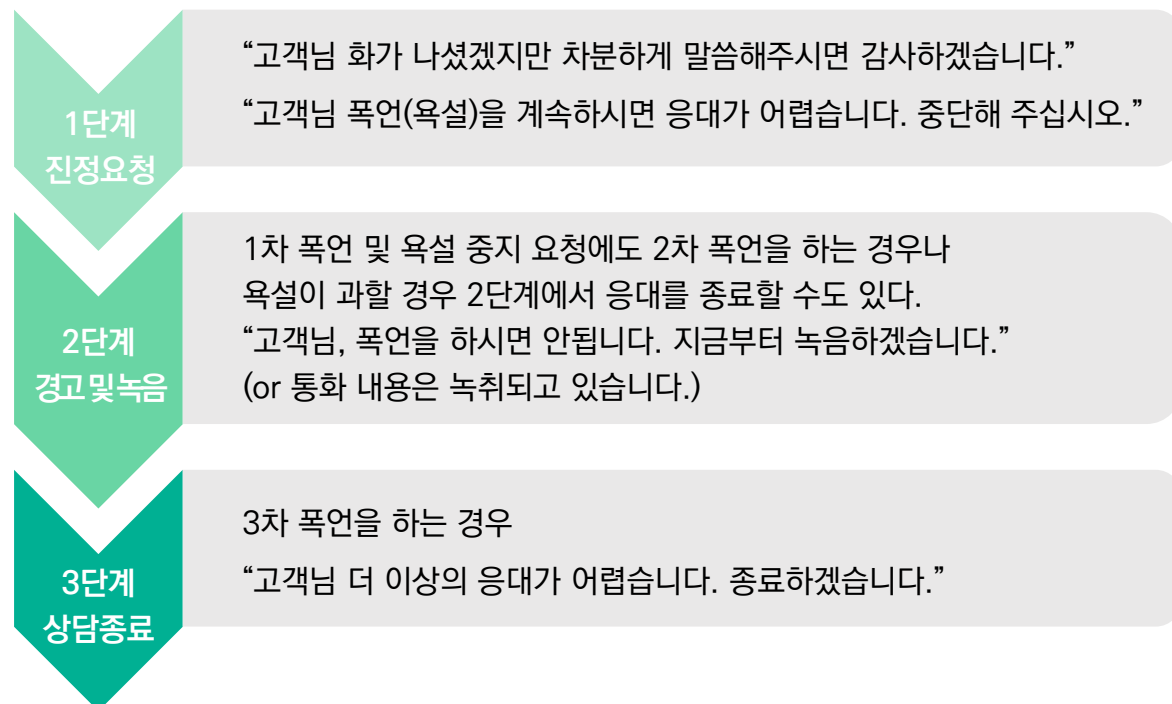 1단계
진정요청
“고객님 화가 나셨겠지만 차분하게 말씀해주시면 감사하겠습니다.”
“고객님 폭언(욕설)을 계속하시면 응대가 어렵습니다. 중단해 주십시오.”
2단계
경고 및 녹음
1차 폭언 및 욕설 중지 요청에도 2차 폭언을 하는 경우나
욕설이 과할 경우 2단계에서 응대를 종료할 수도 있다.
“고객님, 폭언을 하시면 안됩니다. 지금부터 녹음하겠습니다.”
(or 통화 내용은 녹취되고 있습니다.)
3단계
상담종료
3차 폭언을 하는 경우
“고객님 더 이상의 응대가 어렵습니다. 종료하겠습니다.”